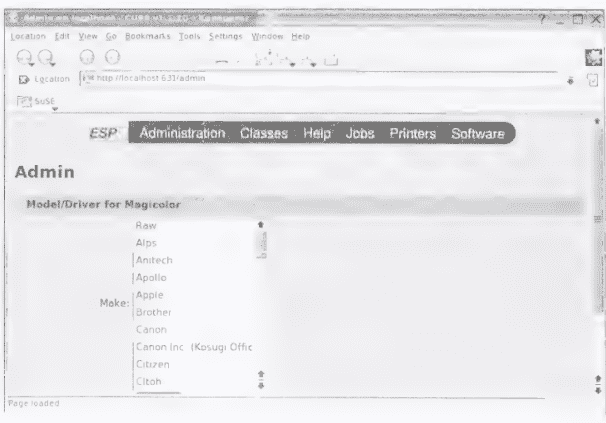 Location Edit View Go Bookmarks Tools Settings Window Help
Location http://localhost:631/admin
SuSE
ESP Administration Classes Help Jobs Printers Software
Admin
Model/Driver for Magicolor
Make:
Raw
Alps
Anitech
Apollo
Apple
Brother
Canon
Canon Inc. (Kosugi Offic
Citizen
Citoh
Page loaded